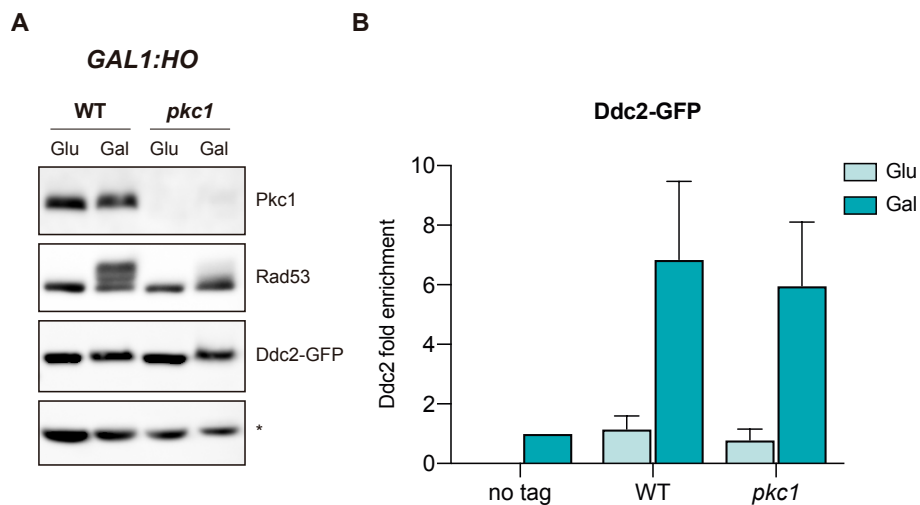 A
GAL1:HO
WT pkc1
Glu Gal Glu Gal
Pkc1
Rad53
Ddc2-GFP
*
B
Ddc2-GFP
Glu
Gal
Ddc2 fold enrichment
10
8
6
4
2
0
no tag WT pkc1